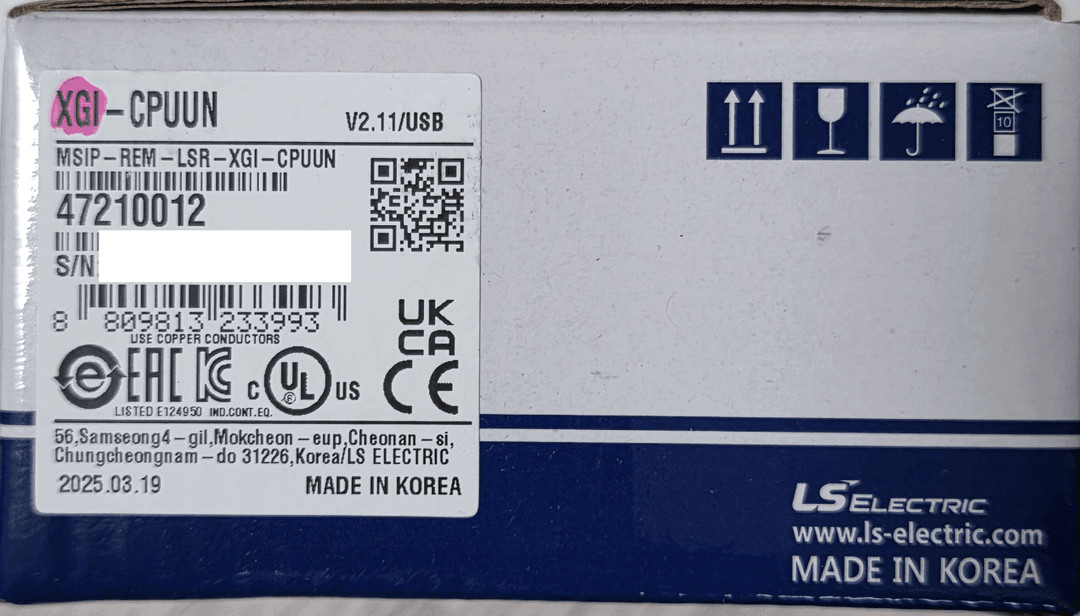 XGI-CPUUN
V2.11/USB
MSIP-REM-LSR-XGI-CPUUN
47210012
S/N
8 809813 233993
USE COPPER CONDUCTORS
UK
CA
EAC
C UL US
®
CE
LISTED E124950 IND.CONT.EQ.
56,Samseong4-gil,Mokcheon-eup,Cheonan-si,
Chungcheongnam-do 31226,Korea/LS ELECTRIC
2025.03.19
MADE IN KOREA
10
LS ELECTRIC
www.ls-electric.com
MADE IN KOREA